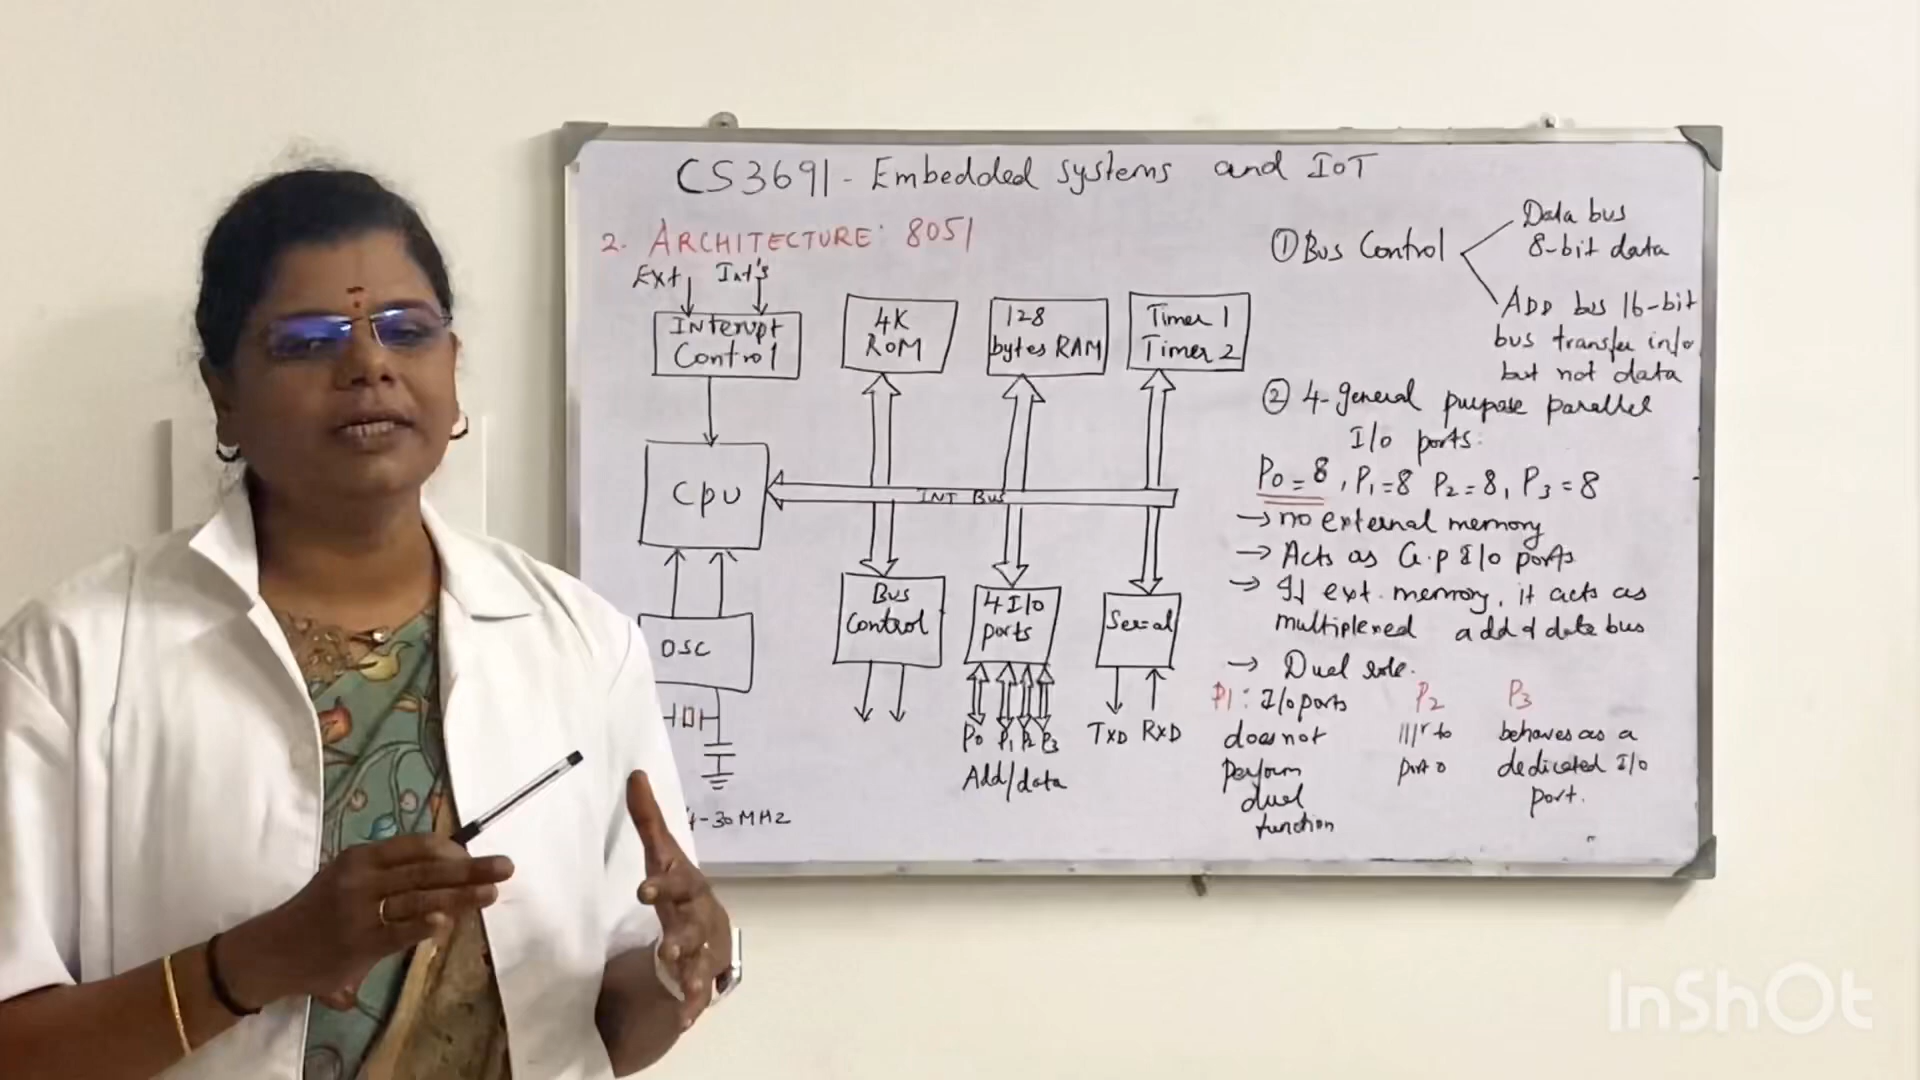 CS3691 - Embedded Systems and IoT
2. ARCHITECTURE: 8051
Ext Int's
INterupt
Control
4K
ROM
128
bytes RAM
Timer 1
Timer 2
CPU
INT Bus
OSC
Bus
Control
4 I/O
ports
Serial
P0 P1 P2 P3
Add/data
TXD RXD
4-30 MHZ
① Bus Control
Data bus
8-bit data
ADD bus 16-bit
bus transfer info
but not data
② 4-general purpose parallel
I/o ports:
P0 = 8, P1 = 8 P2 = 8, P3 = 8
→ no external memory
→ Acts as G.p I/o ports
→ If ext. memory, it acts as
multiplexed add & data bus
→ Dual role.
P1: I/o ports
does not
perform
dual
function
P2
|||r to
port 0
P3
behaves as a
dedicated I/o
port.
InShOt